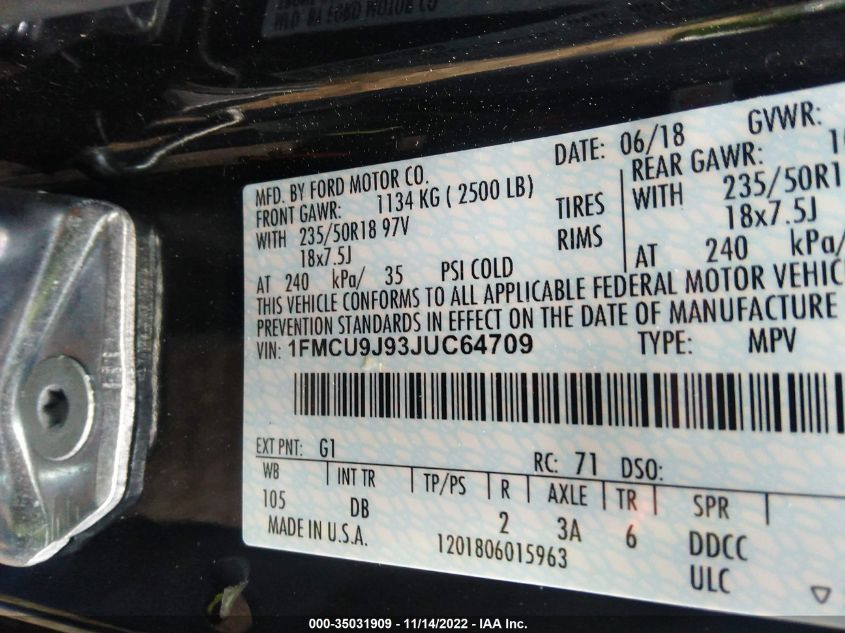 MFD. BY FORD MOTOR CO.
DATE: 06/18
GVWR:
FRONT GAWR: 1134 KG ( 2500 LB)
REAR GAWR:
WITH 235/50R18 97V TIRES
WITH 235/50R1
18x7.5J RIMS
18x7.5J
AT 240 kPa/ 35 PSI COLD
AT 240 kPa/
THIS VEHICLE CONFORMS TO ALL APPLICABLE FEDERAL MOTOR VEHIC
PREVENTION STANDARDS IN EFFECT ON THE DATE OF MANUFACTURE
VIN: 1FMCU9J93JUC64709 TYPE: MPV
EXT PNT: G1 RC: 71 DSO:
WB INT TR TP/PS R AXLE TR SPR
105 DB 2 3A 6 DDCC
MADE IN U.S.A. 1201806015963 ULC
000-35031909 - 11/14/2022 - IAA Inc.